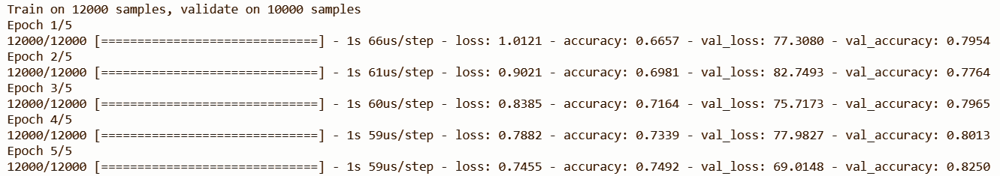 Train on 12000 samples, validate on 10000 samples
Epoch 1/5
12000/12000 [==============================] - 1s 66us/step - loss: 1.0121 - accuracy: 0.6657 - val_loss: 77.3080 - val_accuracy: 0.7954
Epoch 2/5
12000/12000 [==============================] - 1s 61us/step - loss: 0.9021 - accuracy: 0.6981 - val_loss: 82.7493 - val_accuracy: 0.7764
Epoch 3/5
12000/12000 [==============================] - 1s 60us/step - loss: 0.8385 - accuracy: 0.7164 - val_loss: 75.7173 - val_accuracy: 0.7965
Epoch 4/5
12000/12000 [==============================] - 1s 59us/step - loss: 0.7882 - accuracy: 0.7339 - val_loss: 77.9827 - val_accuracy: 0.8013
Epoch 5/5
12000/12000 [==============================] - 1s 59us/step - loss: 0.7455 - accuracy: 0.7492 - val_loss: 69.0148 - val_accuracy: 0.8250